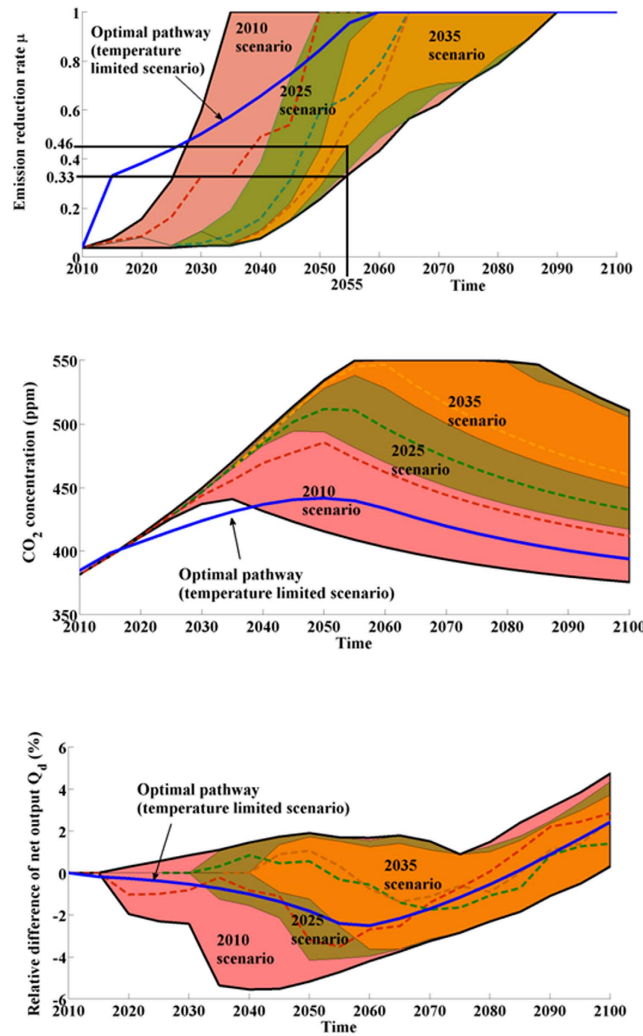 Emission reduction rate μ
1
0.8
0.6
0.46
0.4
0.33
0.2
0
Optimal pathway
(temperature
limited scenario)
2010
scenario
2025
scenario
2035
scenario
2010 2020 2030 2040 2050 2060 2070 2080 2090 2100
2055
Time
CO2 concentration (ppm)
550
500
450
400
350
2035
scenario
2025
scenario
2010
scenario
Optimal pathway
(temperature limited scenario)
2010 2020 2030 2040 2050 2060 2070 2080 2090 2100
Time
Relative difference of net output Qd (%)
6
4
2
0
-2
-4
-6
Optimal pathway
(temperature limited scenario)
2035
scenario
2025
scenario
2010
scenario
2010 2020 2030 2040 2050 2060 2070 2080 2090 2100
Time